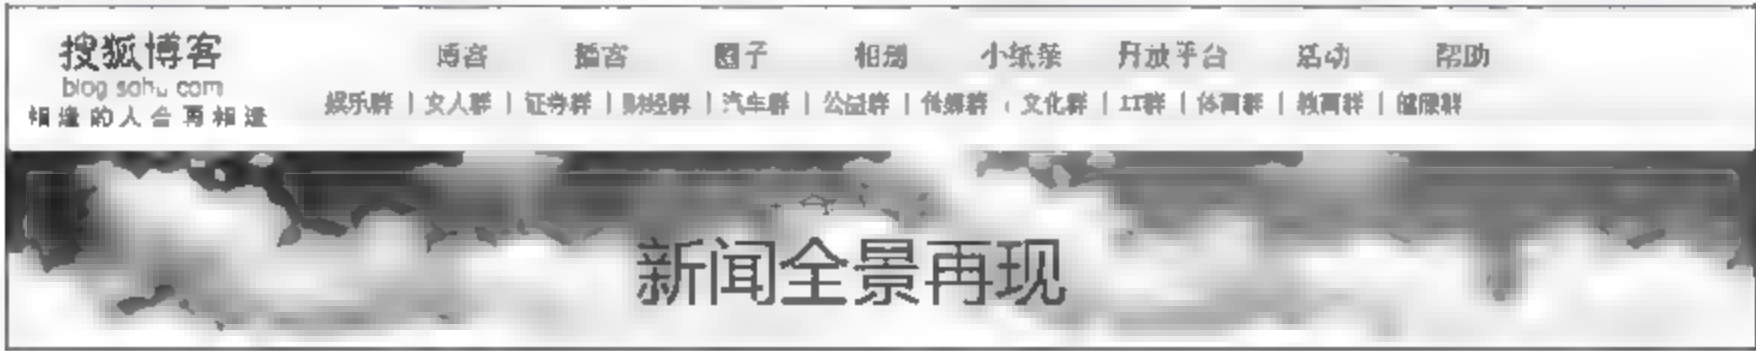 搜狐博客 博客 播客 圈子 相册 小纸条 开放平台 活动 帮助
blog.sohu.com
相逢的人会再相逢 娱乐群 | 女人群 | 证券群 | 财经群 | 汽车群 | 公益群 | 传媒群 | 文化群 | IT群 | 体育群 | 教育群 | 健康群
新闻全景再现